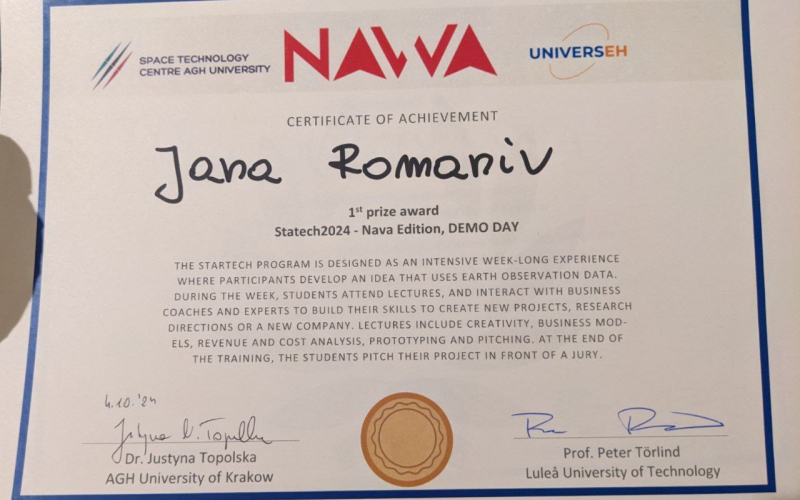 SPACE TECHNOLOGY
CENTRE AGH UNIVERSITY
NAWA
UNIVERSEH
CERTIFICATE OF ACHIEVEMENT
Jana Romaniv
1st prize award
Statech2024 - Nava Edition, DEMO DAY
THE STARTECH PROGRAM IS DESIGNED AS AN INTENSIVE WEEK-LONG EXPERIENCE
WHERE PARTICIPANTS DEVELOP AN IDEA THAT USES EARTH OBSERVATION DATA.
DURING THE WEEK, STUDENTS ATTEND LECTURES, AND INTERACT WITH BUSINESS
COACHES AND EXPERTS TO BUILD THEIR SKILLS TO CREATE NEW PROJECTS, RESEARCH
DIRECTIONS OR A NEW COMPANY. LECTURES INCLUDE CREATIVITY, BUSINESS MOD-
ELS, REVENUE AND COST ANALYSIS, PROTOTYPING AND PITCHING. AT THE END OF
THE TRAINING, THE STUDENTS PITCH THEIR PROJECT IN FRONT OF A JURY.
4.10.'24
Dr. Justyna Topolska
AGH University of Krakow
Prof. Peter Törlind
Luleå University of Technology